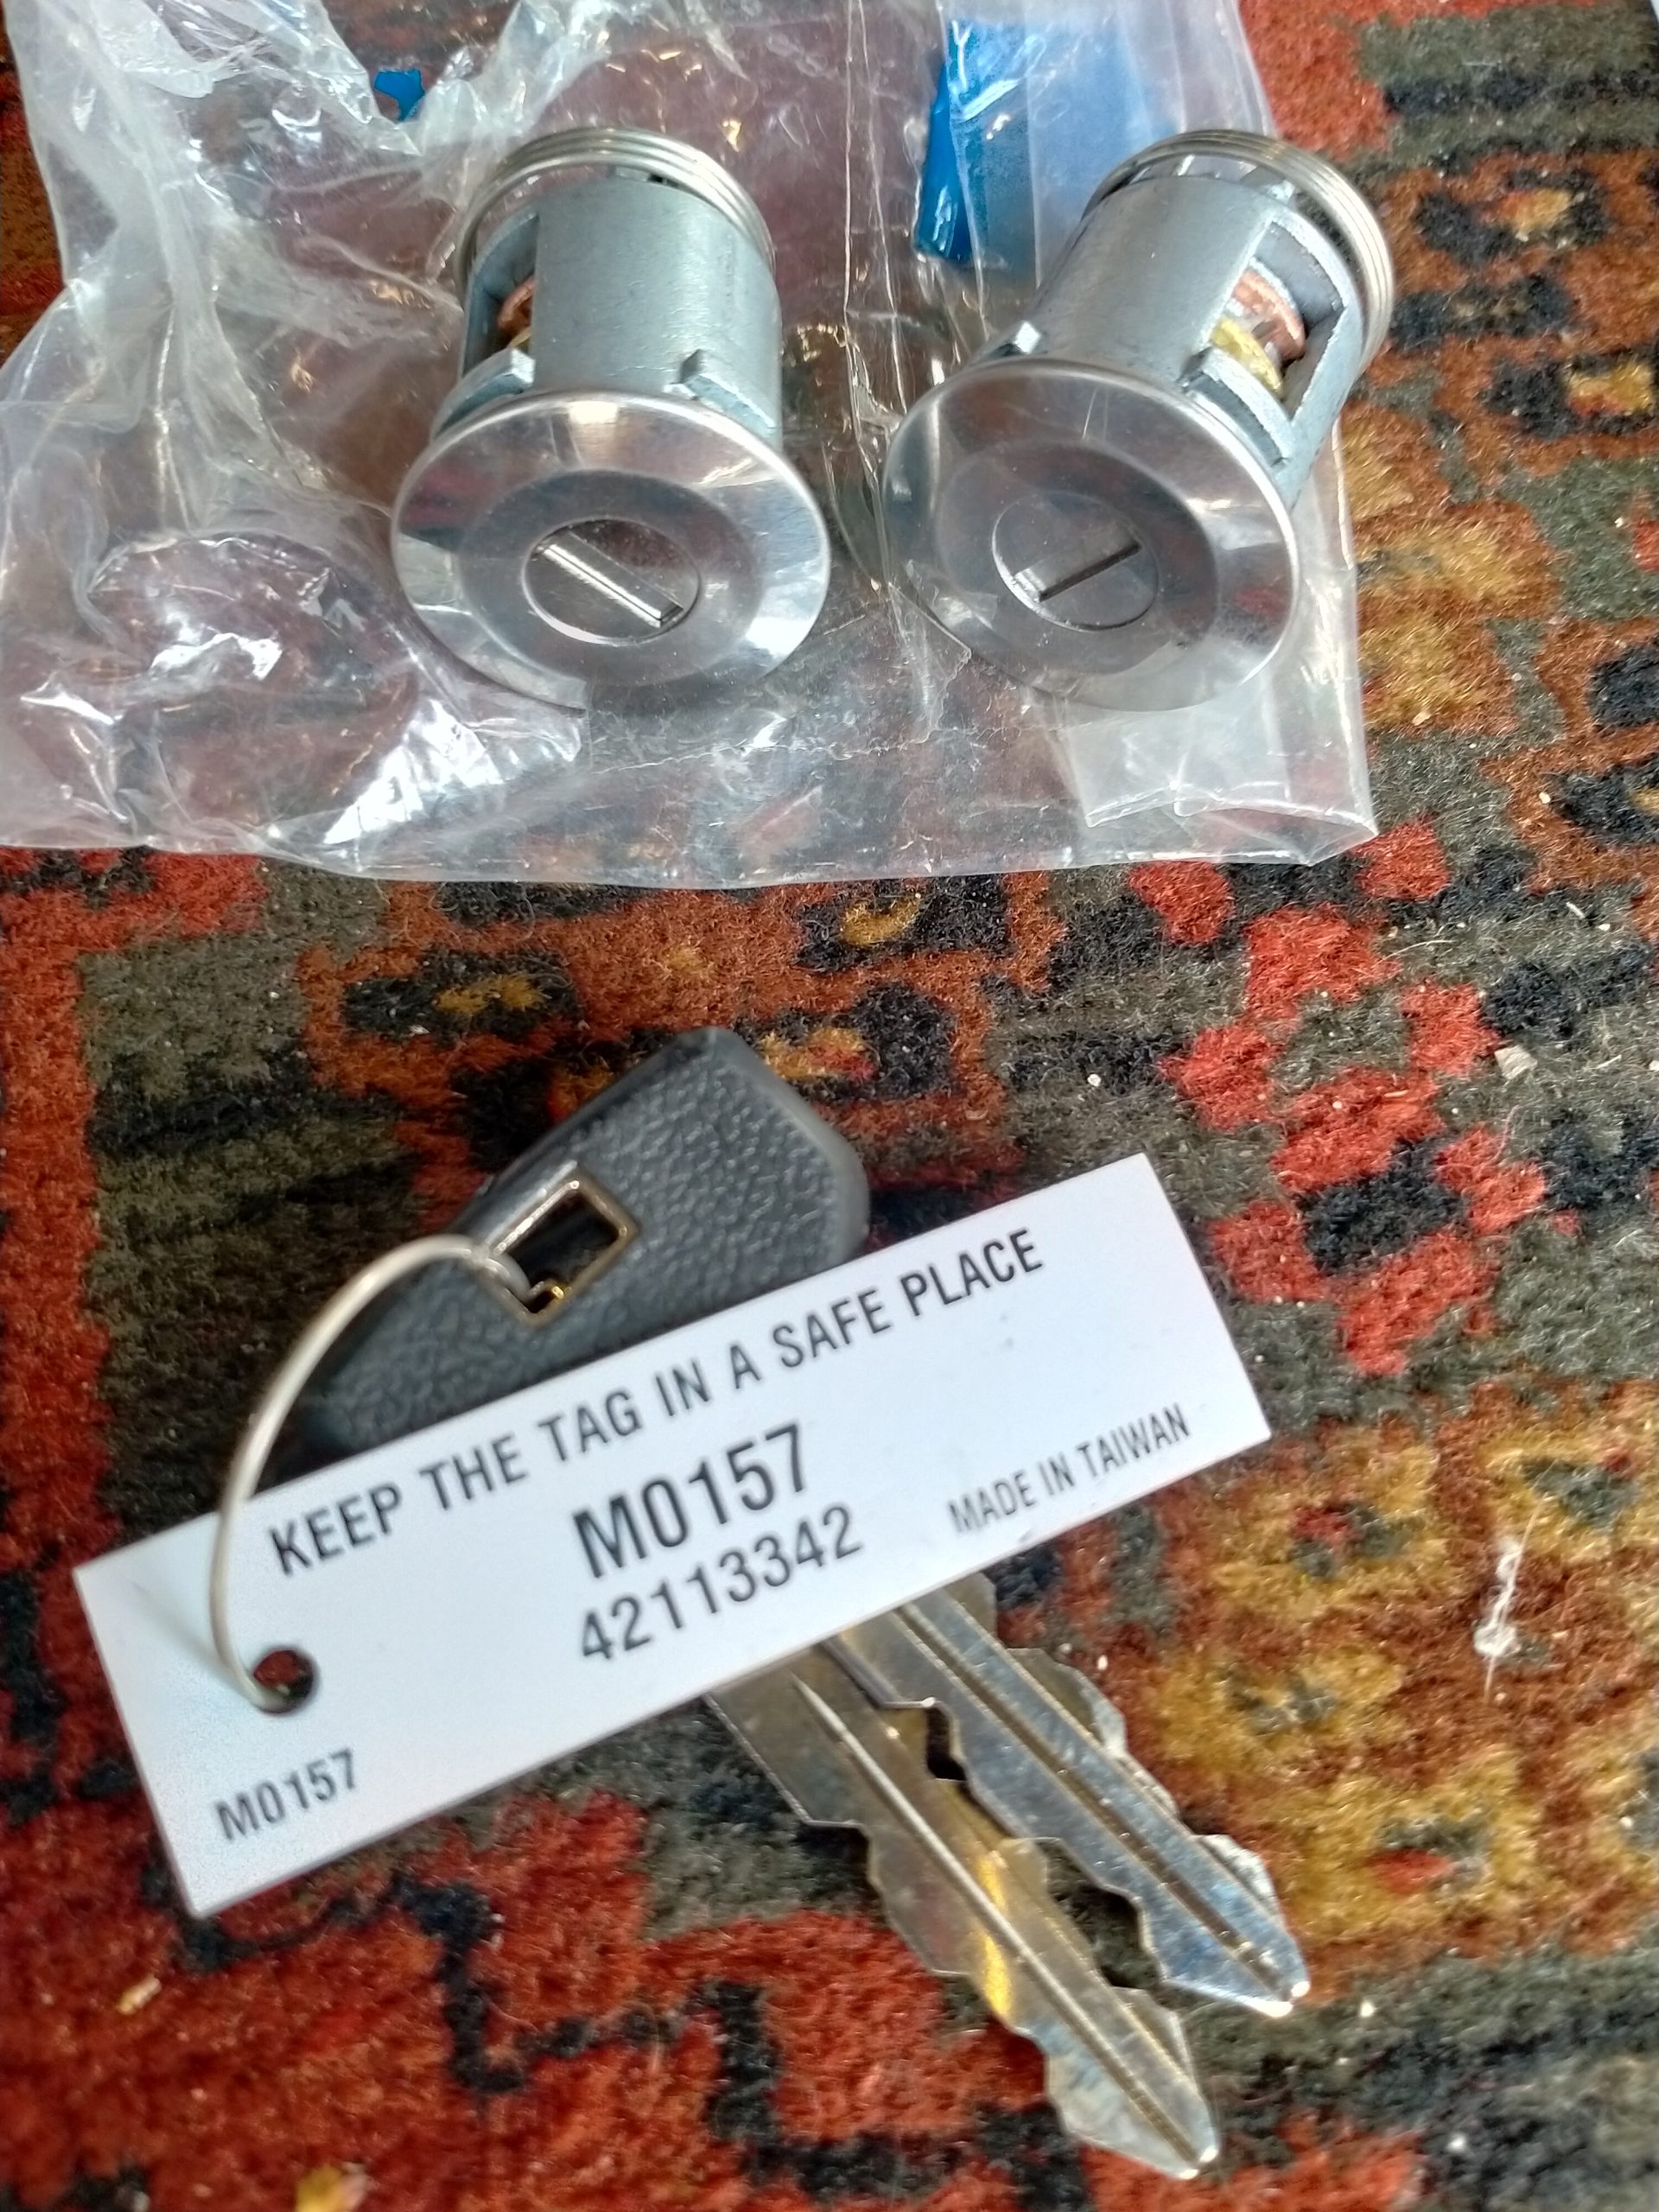 KEEP THE TAG IN A SAFE PLACE
M0157
42113342
MADE IN TAIWAN
M0157